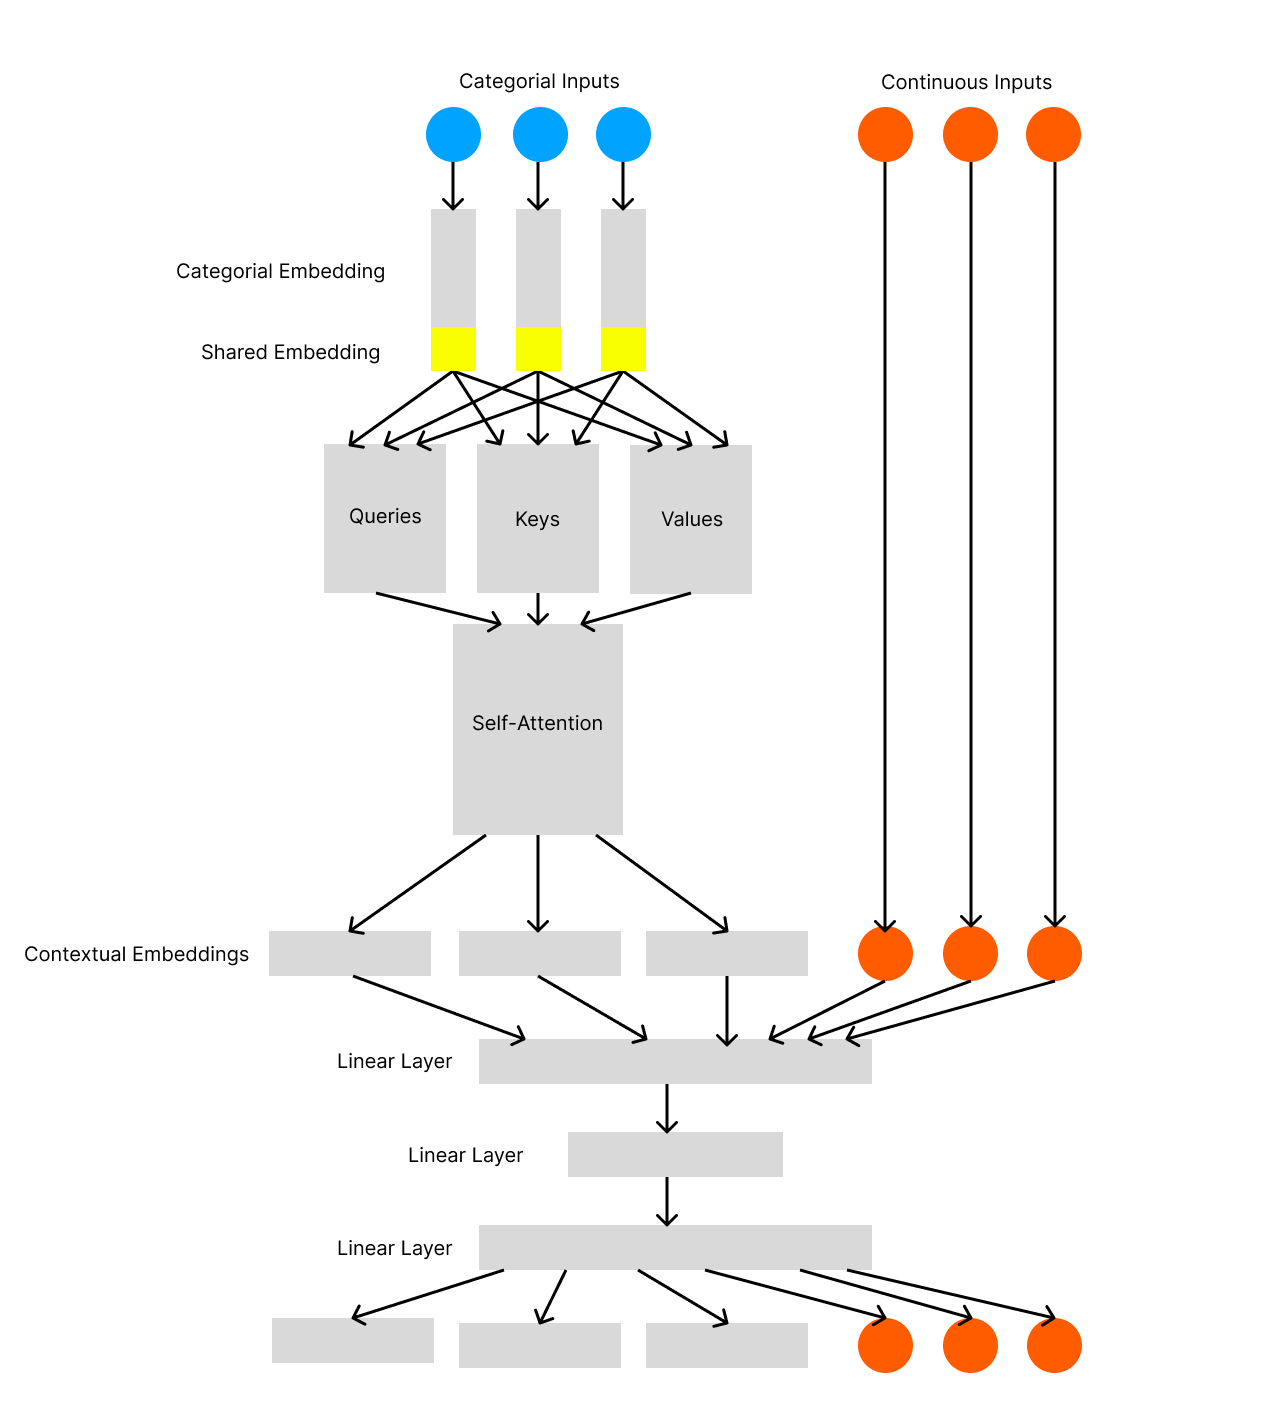 Categorial Inputs
Continuous Inputs
Categorial Embedding
Shared Embedding
Queries
Keys
Values
Self-Attention
Contextual Embeddings
Linear Layer
Linear Layer
Linear Layer